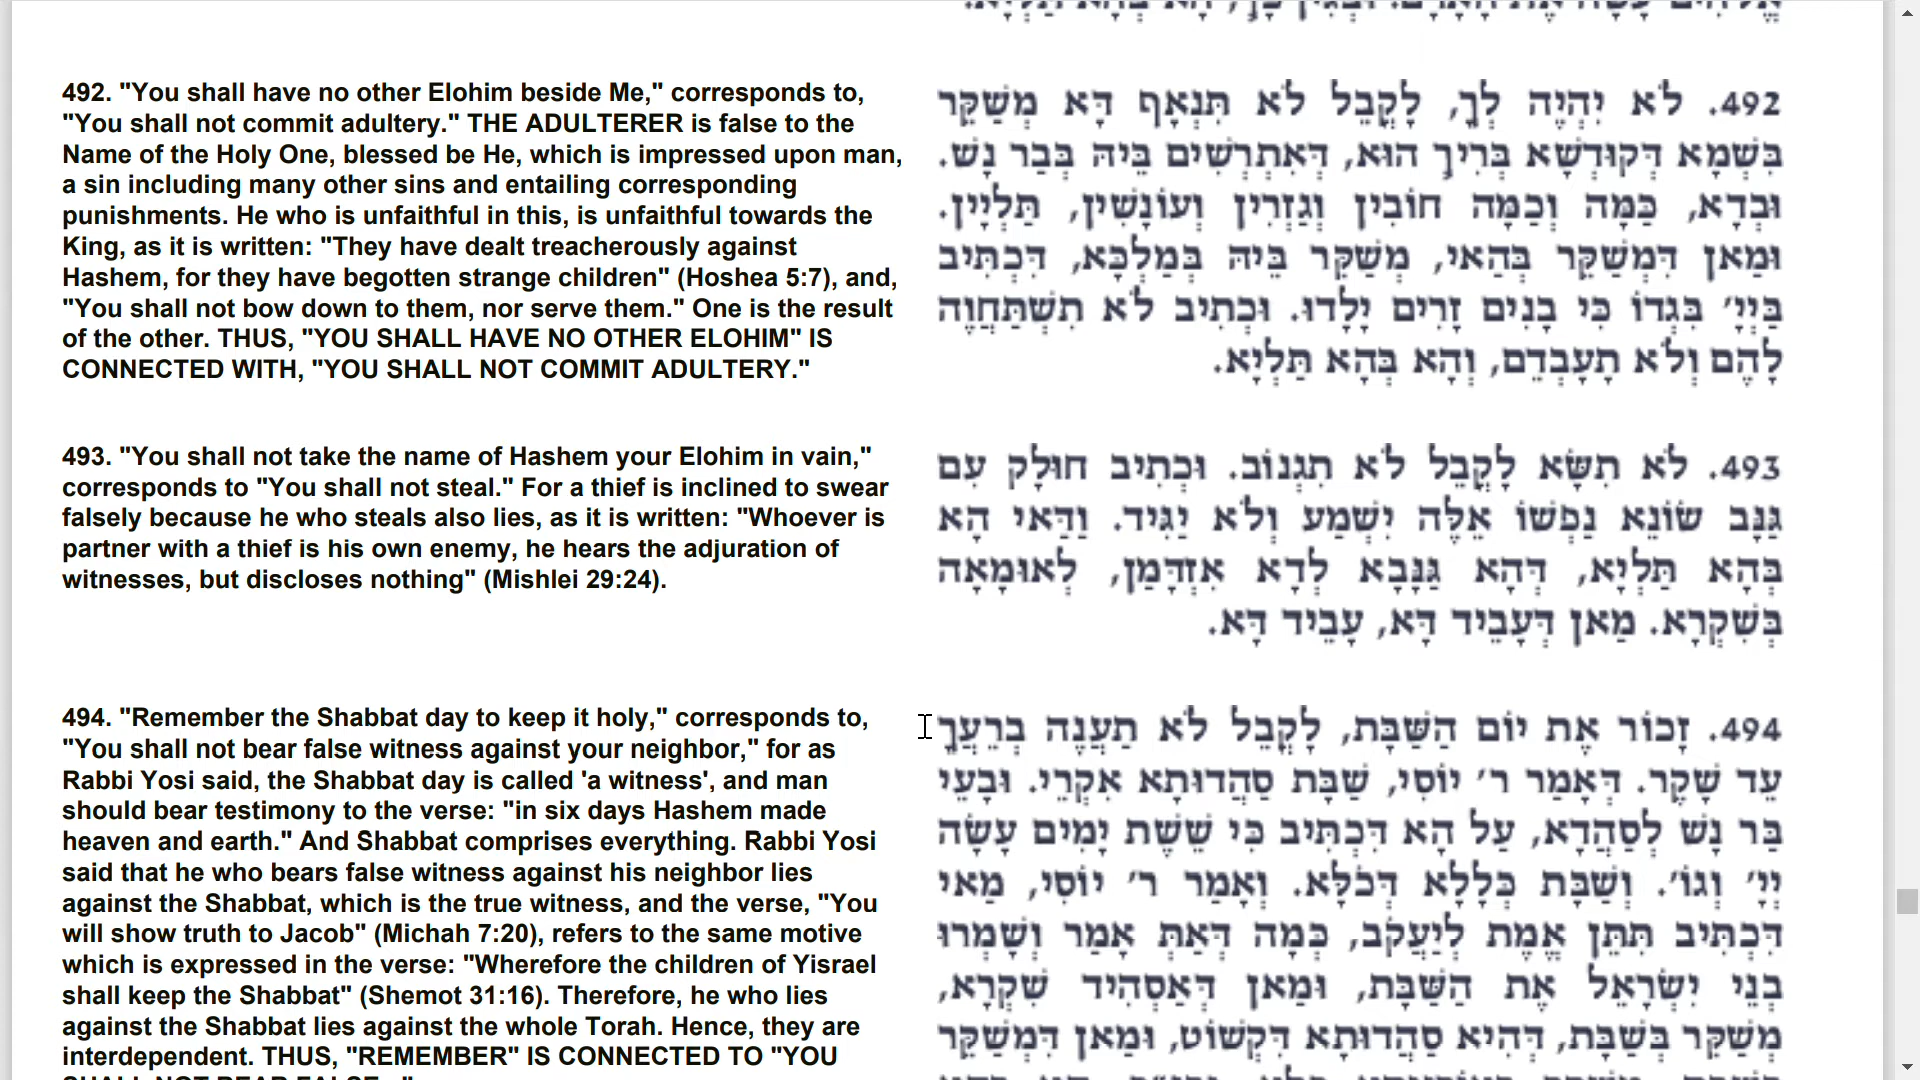 492. "You shall have no other Elohim beside Me," corresponds to,
"You shall not commit adultery." THE ADULTERER is false to the
Name of the Holy One, blessed be He, which is impressed upon man,
a sin including many other sins and entailing corresponding
punishments. He who is unfaithful in this, is unfaithful towards the
King, as it is written: "They have dealt treacherously against
Hashem, for they have begotten strange children" (Hoshea 5:7), and,
"You shall not bow down to them, nor serve them." One is the result
of the other. THUS, "YOU SHALL HAVE NO OTHER ELOHIM" IS
CONNECTED WITH, "YOU SHALL NOT COMMIT ADULTERY."
492. לֹא יִהְיֶה לְךָ, לָקֳבֵל לֹא תִּנְאָף דָּא מְשַׁקֵּר
בִּשְׁמָא דְּקוּדְשָׁא בְּרִיךְ הוּא, דְּאִתְרְשִׁים בֵּיהּ בְּבַר נָשׁ.
וּבְדָא, כַּמָּה וְכַמָּה חוֹבִין וְגַזְרִין וְעוֹנָשִׁין, תַּלְיָין.
וּמַאן דִּמְשַׁקֵּר בְּהַאי, מְשַׁקֵּר בֵּיהּ בְּמַלְכָּא, דִּכְתִּיב
בַּיְיָ' בִּגְדוֹ כִּי בָנִים זָרִים יָלָדוּ. וּכְתִיב לֹא תִשְׁתַּחֲוֶה
לָהֶם וְלֹא תָעָבְדֵם, וְהָא בְּהָא תַּלְיָא.
493. "You shall not take the name of Hashem your Elohim in vain,"
corresponds to "You shall not steal." For a thief is inclined to swear
falsely because he who steals also lies, as it is written: "Whoever is
partner with a thief is his own enemy, he hears the adjuration of
witnesses, but discloses nothing" (Mishlei 29:24).
493. לֹא תִשָּׂא לָקֳבֵל לֹא תִגְנוֹב. וּכְתִיב חוּלָק עִם
גַּנָּב שׂוֹנֵא נַפְשׁוֹ אֵלֶּה יִשְׁמַע וְלֹא יַגִּיד. וַדַּאי הָא
בְּהָא תַּלְיָא, דְּהָא גַּנָּבָא לְדָא אִזְדְּמַן, לְאוּמָאָה
בְּשִׁקְרָא. מַאן דְּעָבֵיד דָּא, עָבֵיד דָּא.
494. "Remember the Shabbat day to keep it holy," corresponds to,
"You shall not bear false witness against your neighbor," for as
Rabbi Yosi said, the Shabbat day is called 'a witness', and man
should bear testimony to the verse: "in six days Hashem made
heaven and earth." And Shabbat comprises everything. Rabbi Yosi
said that he who bears false witness against his neighbor lies
against the Shabbat, which is the true witness, and the verse, "You
will show truth to Jacob" (Michah 7:20), refers to the same motive
which is expressed in the verse: "Wherefore the children of Yisrael
shall keep the Shabbat" (Shemot 31:16). Therefore, he who lies
against the Shabbat lies against the whole Torah. Hence, they are
interdependent. THUS, "REMEMBER" IS CONNECTED TO "YOU
494. זָכוֹר אֶת יוֹם הַשַּׁבָּת, לָקֳבֵל לֹא תַעֲנֶה בְרֵעֲךָ
עֵד שָׁקֶר. דְּאָמַר ר' יוֹסִי, שַׁבָּת סַהֲדוּתָא אִקְרֵי. וּבָעֵי
בַּר נָשׁ לְסַהֲדָא, עַל הָא דִּכְתִּיב כִּי שֵׁשֶׁת יָמִים עָשָׂה
יְיָ' וְגוֹ'. וְשַׁבָּת כְּלָלָא דְּכֹלָּא. וְאָמַר ר' יוֹסִי, מַאי
דִּכְתִיב תִּתֵּן אֱמֶת לְיַעֲקֹב, כְּמָה דְּאַתְּ אָמַר וְשָׁמְרוּ
בְנֵי יִשְׂרָאֵל אֶת הַשַּׁבָּת, וּמַאן דְּאַסְהִיד שִׁקְרָא,
מְשַׁקֵּר בְּשַׁבָּת, דְּהִיא סַהֲדוּתָא דִּקְשׁוֹט, וּמַאן דִּמְשַׁקֵּר